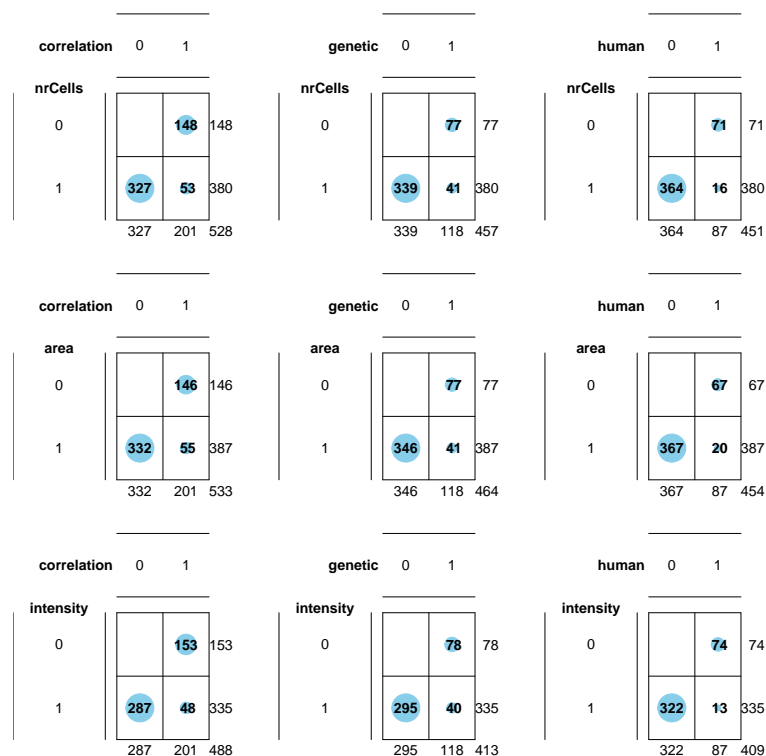 correlation 0 1 genetic 0 1 human 0 1
nrCells nrCells nrCells
0 148 148 0 77 77 0 71 71
1 327 53 380 1 339 41 380 1 364 16 380
327 201 528 339 118 457 364 87 451
correlation 0 1 genetic 0 1 human 0 1
area area area
0 146 146 0 77 77 0 67 67
1 332 55 387 1 346 41 387 1 367 20 387
332 201 533 346 118 464 367 87 454
correlation 0 1 genetic 0 1 human 0 1
intensity intensity intensity
0 153 153 0 78 78 0 74 74
1 287 48 335 1 295 40 335 1 322 13 335
287 201 488 295 118 413 322 87 409